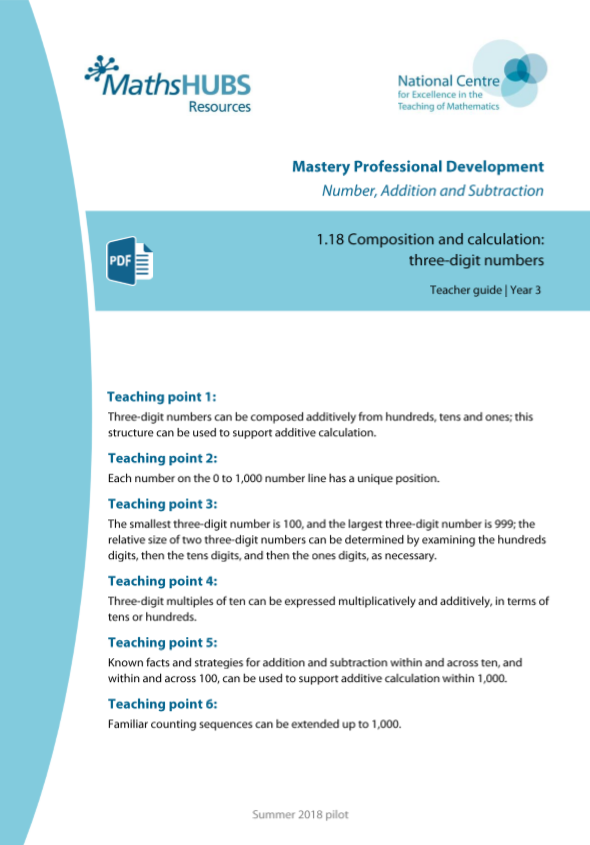 MathsHUBS
Resources
National Centre
for Excellence in the
Teaching of Mathematics
Mastery Professional Development
Number, Addition and Subtraction
PDF
1.18 Composition and calculation:
three-digit numbers
Teacher guide | Year 3
Teaching point 1:
Three-digit numbers can be composed additively from hundreds, tens and ones; this
structure can be used to support additive calculation.
Teaching point 2:
Each number on the 0 to 1,000 number line has a unique position.
Teaching point 3:
The smallest three-digit number is 100, and the largest three-digit number is 999; the
relative size of two three-digit numbers can be determined by examining the hundreds
digits, then the tens digits, and then the ones digits, as necessary.
Teaching point 4:
Three-digit multiples of ten can be expressed multiplicatively and additively, in terms of
tens or hundreds.
Teaching point 5:
Known facts and strategies for addition and subtraction within and across ten, and
within and across 100, can be used to support additive calculation within 1,000.
Teaching point 6:
Familiar counting sequences can be extended up to 1,000.
Summer 2018 pilot